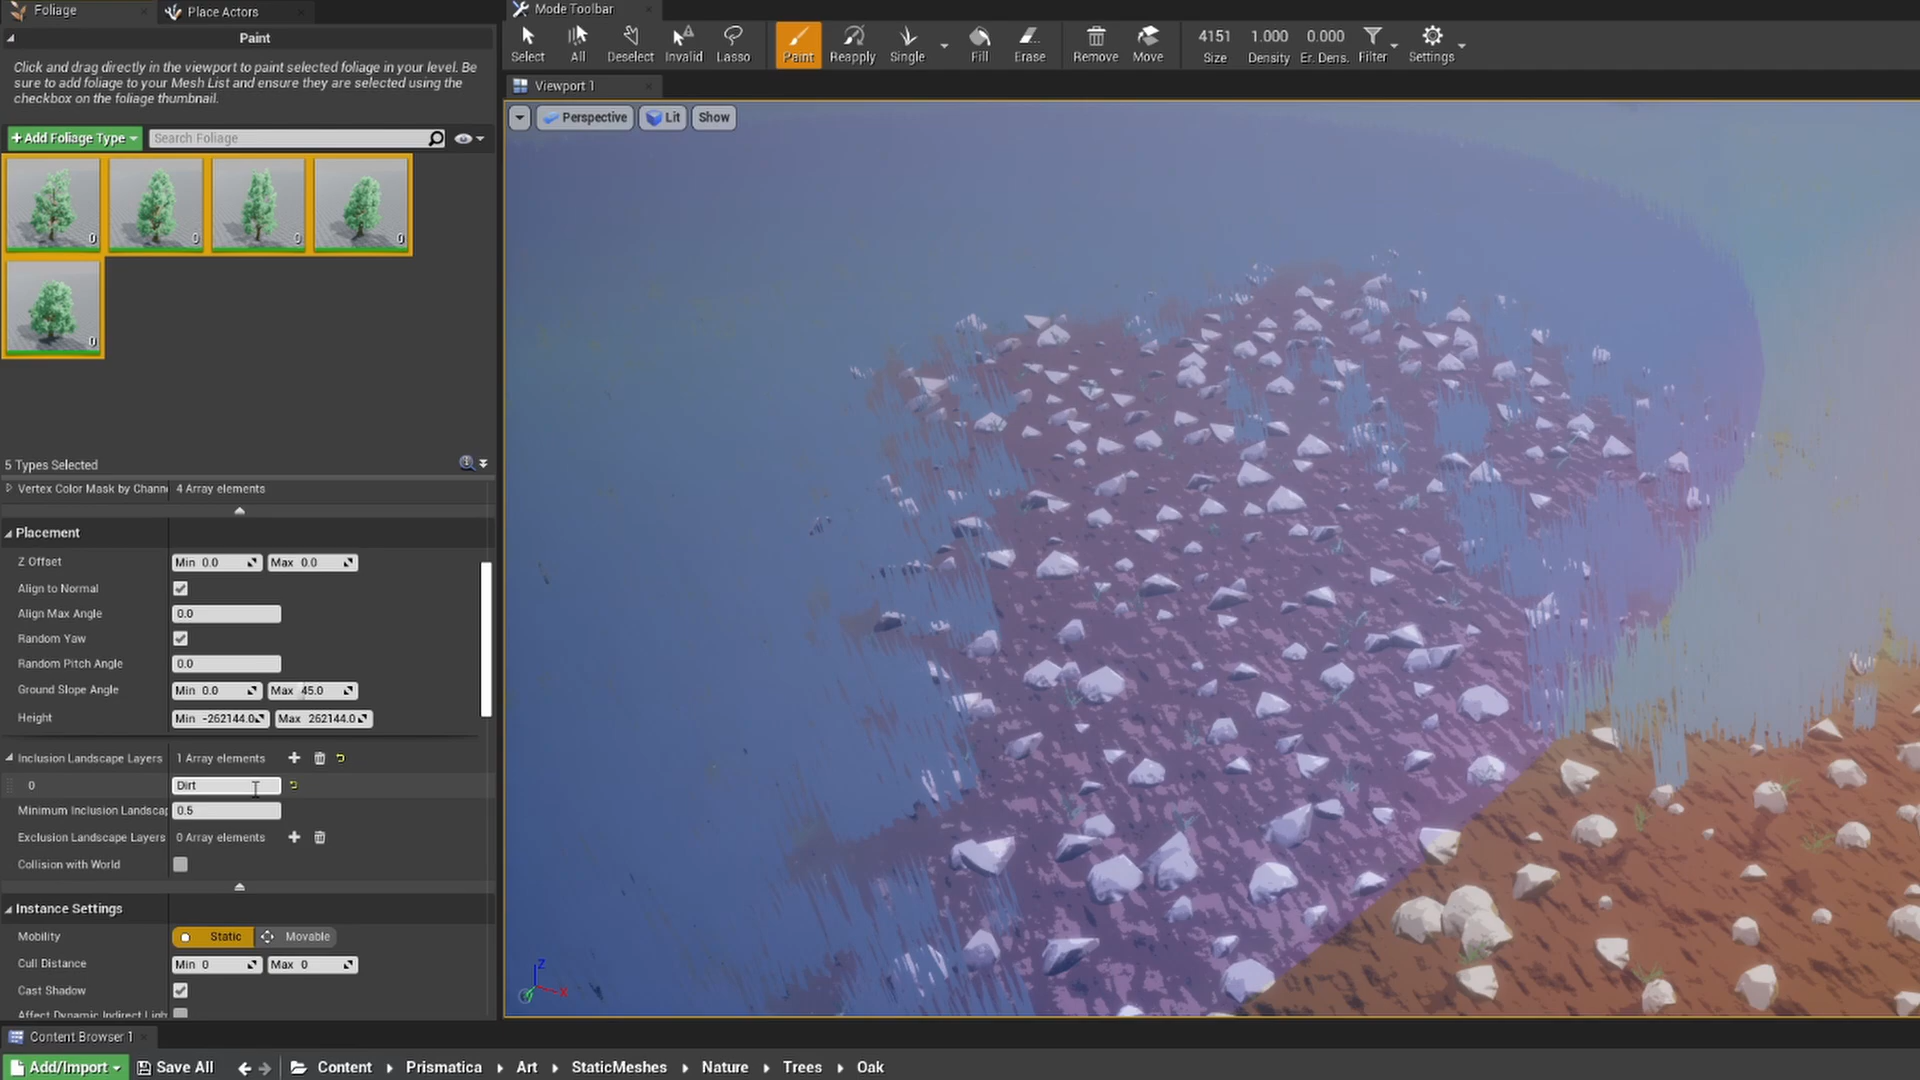 Foliage
Place Actors
Mode Toolbar
Paint
Click and drag directly in the viewport to paint selected foliage in your level. Be
sure to add foliage to your Mesh List and ensure they are selected using the
checkbox on the foliage thumbnail.
Select
All
Deselect
Invalid
Lasso
Paint
Reapply
Single
Fill
Erase
Remove
Move
4151
Size
1.000
Density
0.000
Er. Dens.
Filter
Settings
Viewport 1
Perspective
Lit
Show
+Add Foliage Type
Search Foliage
0
0
0
0
0
5 Types Selected
Vertex Color Mask by Chann 4 Array elements
Placement
Z Offset Min 0.0 Max 0.0
Align to Normal
Align Max Angle 0.0
Random Yaw
Random Pitch Angle 0.0
Ground Slope Angle Min 0.0 Max 45.0
Height Min -262144.0 Max 262144.0
Inclusion Landscape Layers 1 Array elements
0 Dirt
Minimum Inclusion Landscap 0.5
Exclusion Landscape Layers 0 Array elements
Collision with World
Instance Settings
Mobility Static Movable
Cull Distance Min 0 Max 0
Cast Shadow
Affect Dynamic Indirect Ligh
Z
X
Content Browser 1
Add/Import
Save All
Content
Prismatica
Art
StaticMeshes
Nature
Trees
Oak